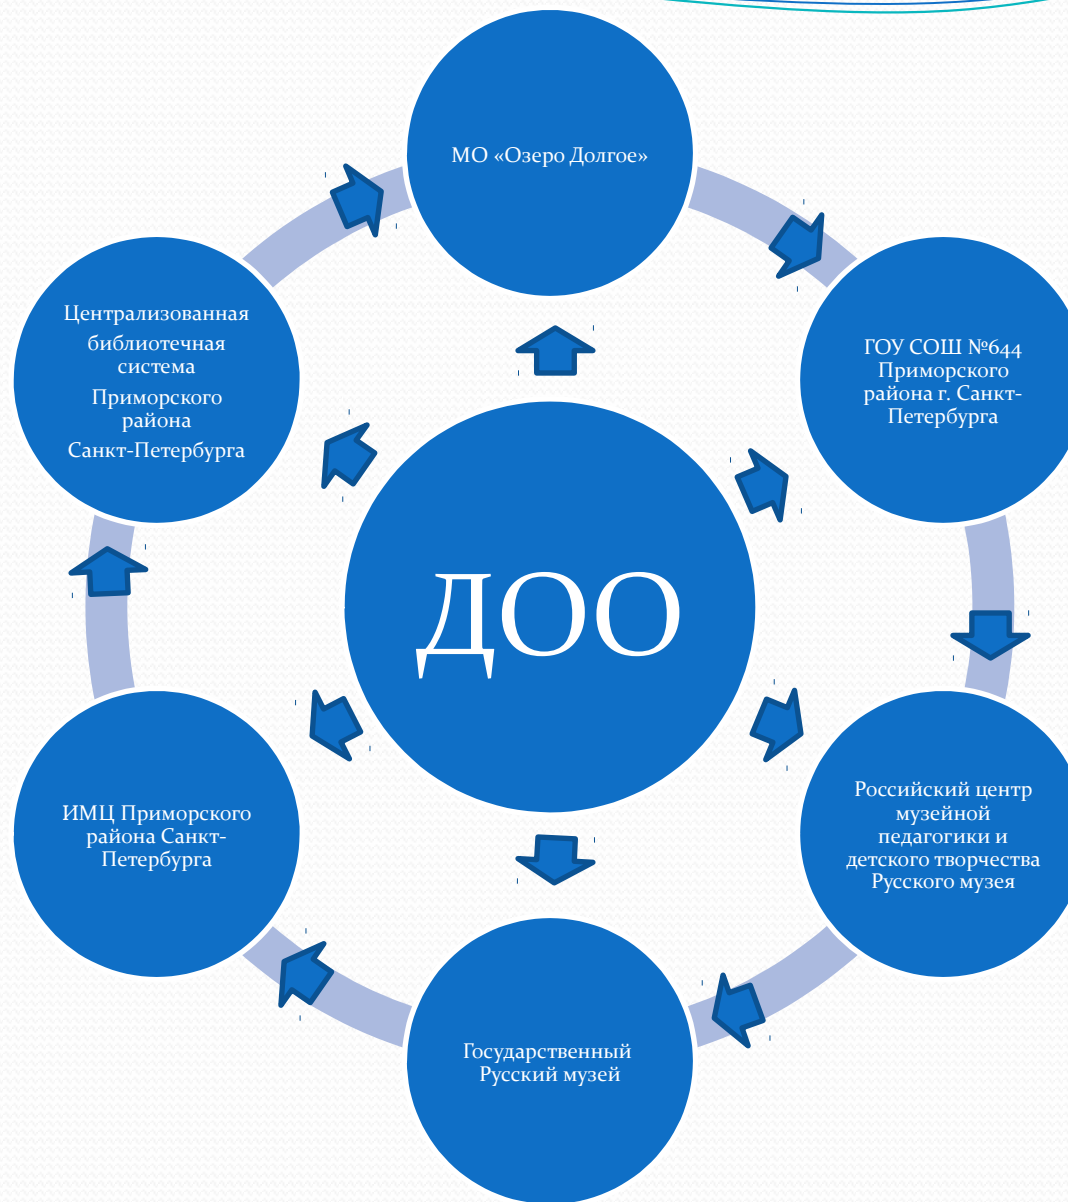 МО «Озеро Долгое»
ГОУ СОШ №644
Приморского
района г. Санкт-
Петербурга
Российский центр
музейной
педагогики и
детского творчества
Русского музея
Государственный
Русский музей
ИМЦ Приморского
района Санкт-
Петербурга
Централизованная
библиотечная
система
Приморского
района
Санкт-Петербурга
ДОО